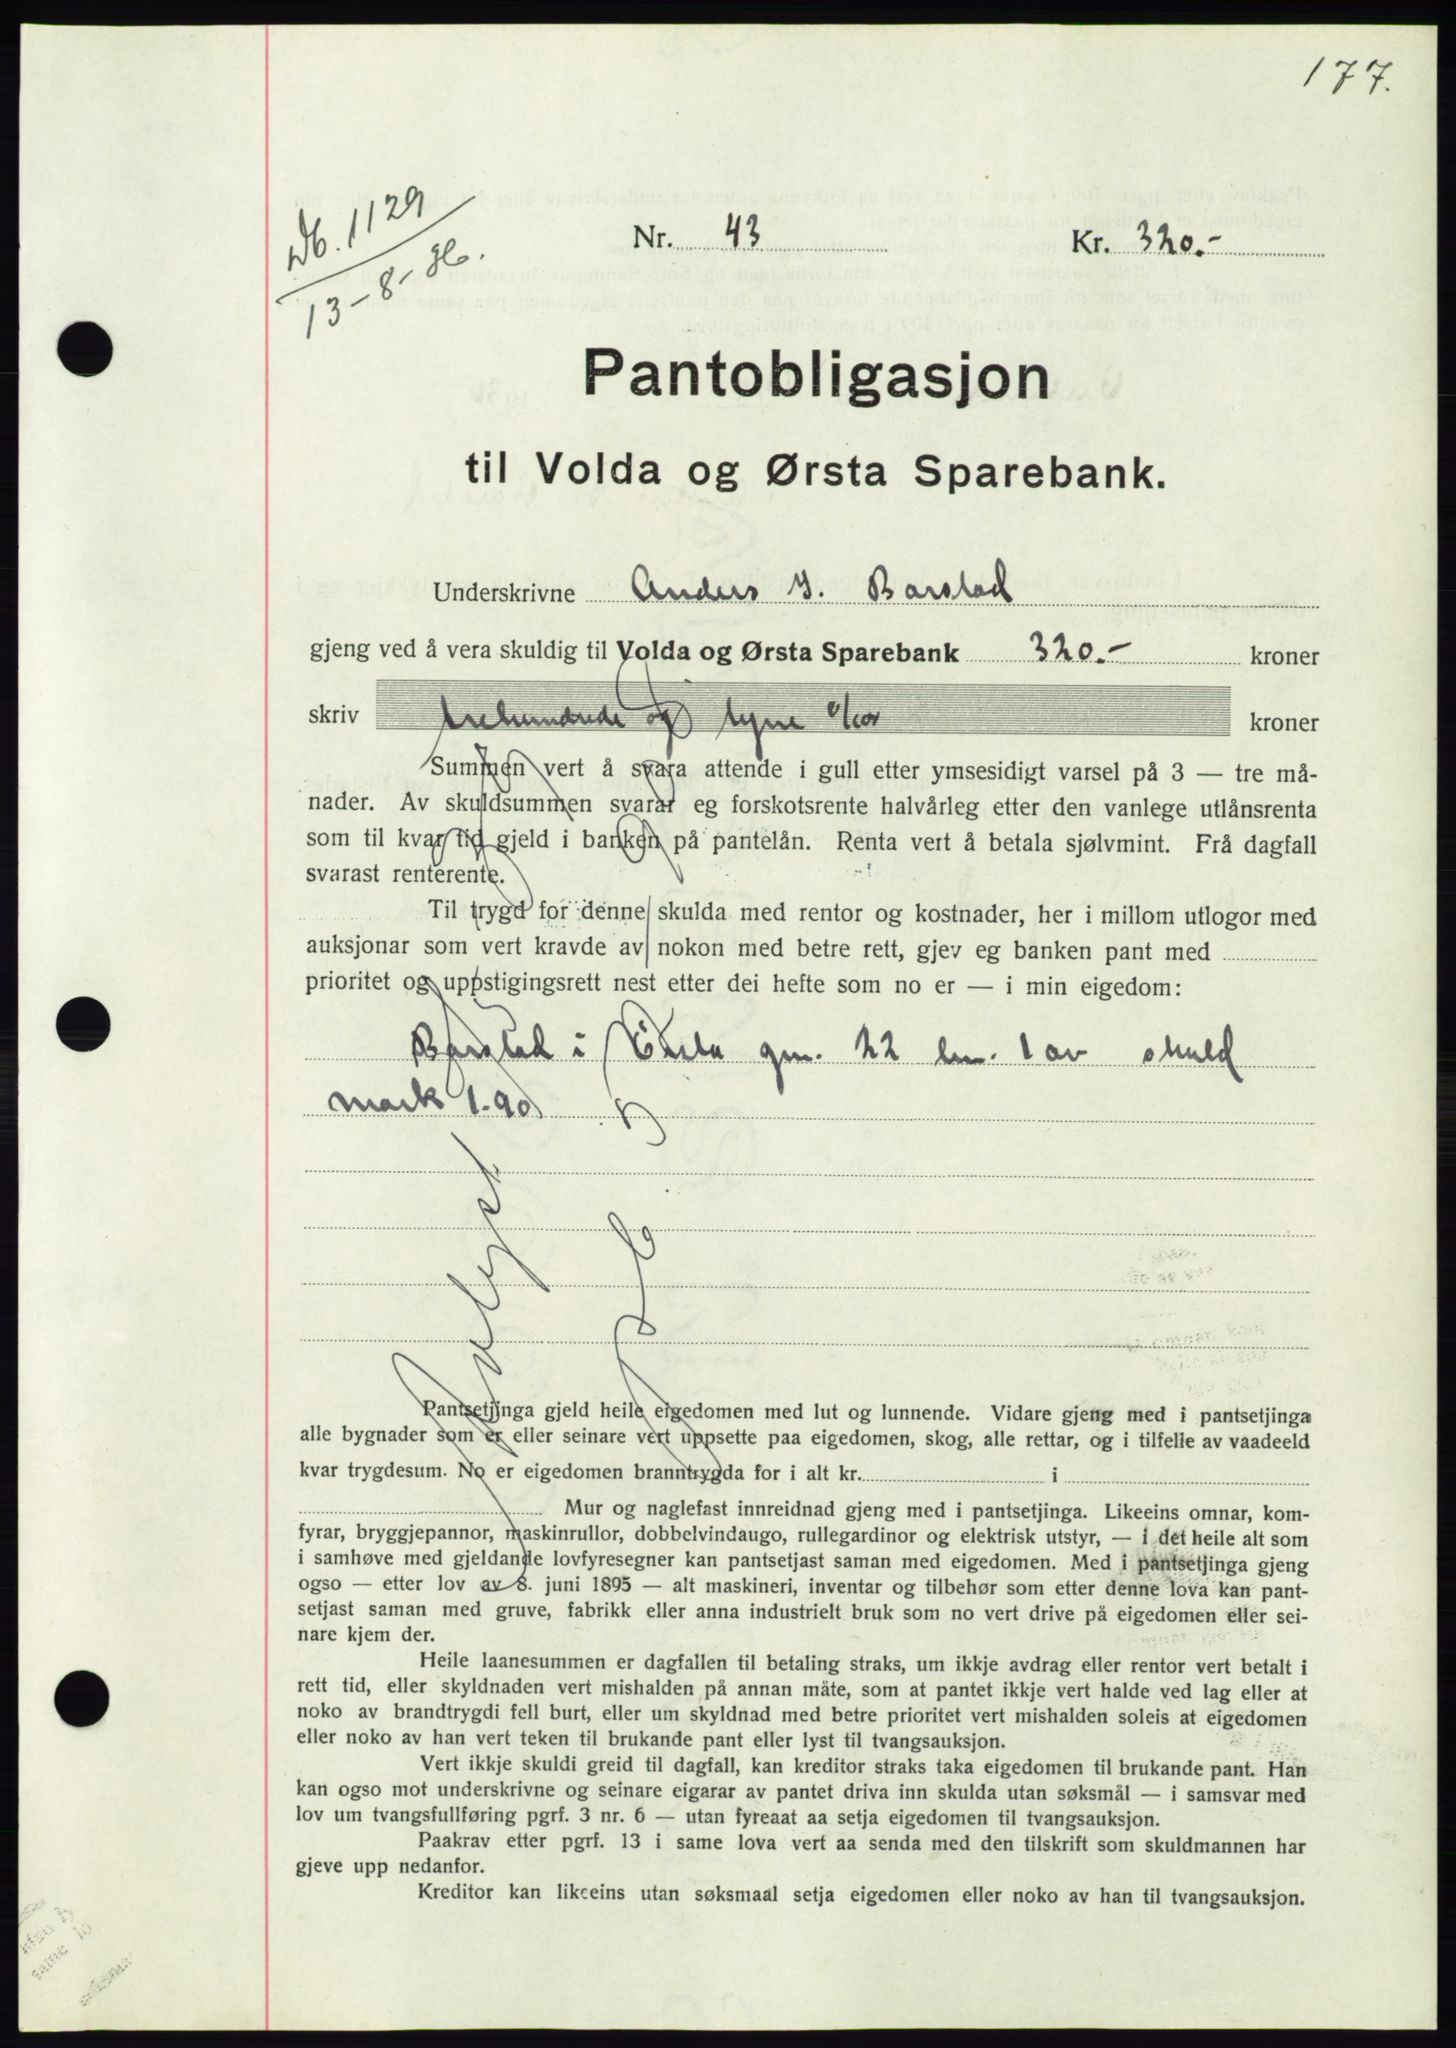 177.
Db. 1129
13-8-36.
Nr. 43 Kr. 320.-
Pantobligasjon
til Volda og Ørsta Sparebank.
Underskrivne Anders I. Barstad
gjeng ved å vera skuldig til Volda og Ørsta Sparebank 320.- kroner
skriv trehundrede og tyve 0/100 kroner
Summen vert å svara attende i gull etter ymsesidigt varsel på 3 — tre må-
nader. Av skuldsummen svarar eg forskotsrente halvårleg etter den vanlege utlånsrenta
som til kvar tid gjeld i banken på pantelån. Renta vert å betala sjølvmint. Frå dagfall
svarast renterente.
Til trygd for denne skulda med rentor og kostnader, her i millom utlogor med
auksjonar som vert kravde av nokon med betre rett, gjev eg banken pant med
prioritet og uppstigingsrett nest etter dei hefte som no er — i min eigedom:
Barstad i Ørsta gnr. 22 bnr. 1 av skuld
mark 1.90
Avlyst
Pantsetjinga gjeld heile eigedomen med lut og lunnende. Vidare gjeng med i pantsetjinga
alle bygnader som er eller seinare vert uppsette paa eigedomen, skog, alle rettar, og i tilfelle av vaadeeld
kvar trygdesum. No er eigedomen branntrygda for i alt kr. i
Mur og naglefast innreidnad gjeng med i pantsetjinga. Likeeins omnar, kom-
fyrar, bryggjepannor, maskinrullor, dobbelvindaugo, rullegardinor og elektrisk utstyr, — i det heile alt som
i samhøve med gjeldande lovfyresegner kan pantsetjast saman med eigedomen. Med i pantsetjinga gjeng
ogso — etter lov av 8. juni 1895 — alt maskineri, inventar og tilbehør som etter denne lova kan pant-
setjast saman med gruve, fabrikk eller anna industrielt bruk som no vert drive på eigedomen eller sei-
nare kjem der.
Heile laanesummen er dagfallen til betaling straks, um ikkje avdrag eller rentor vert betalt i
rett tid, eller skyldnaden vert mishalden på annan måte, som at pantet ikkje vert halde ved lag eller at
noko av brandtrygdi fell burt, eller um skyldnad med betre prioritet vert mishalden soleis at eigedomen
eller noko av han vert teken til brukande pant eller lyst til tvangsauksjon.
Vert ikkje skuldi greid til dagfall, kan kreditor straks taka eigedomen til brukande pant. Han
kan ogso mot underskrivne og seinare eigarar av pantet driva inn skulda utan søksmål — i samsvar med
lov um tvangsfullføring pgrf. 3 nr. 6 — utan fyreaat aa setja eigedomen til tvangsauksjon.
Paakrav etter pgrf. 13 i same lova vert aa senda med den tilskrift som skuldmannen har
gjeve upp nedanfor.
Kreditor kan likeeins utan søksmaal setja eigedomen eller noko av han til tvangsauksjon.